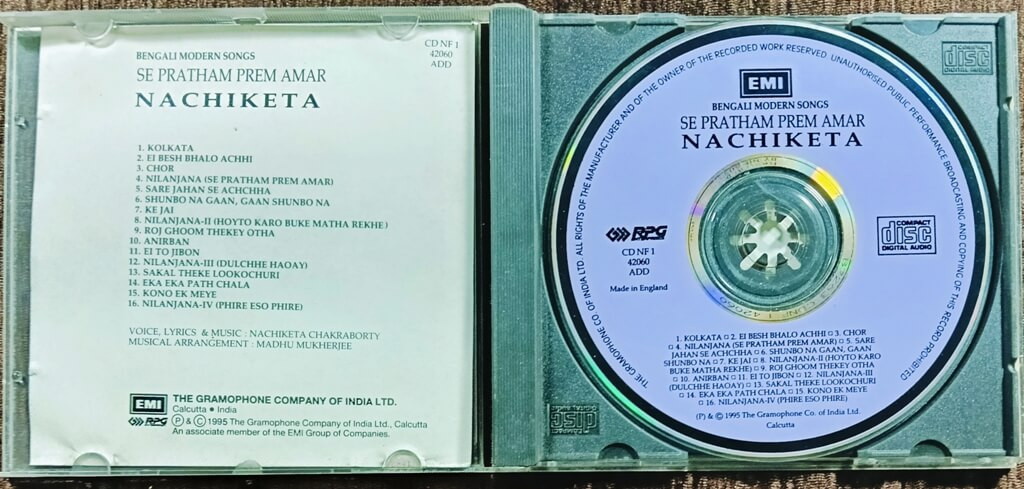 BENGALI MODERN SONGS
SE PRATHAM PREM AMAR
NACHIKETA
CD NF 1
42060
ADD
1. KOLKATA
2. EI BESH BHALO ACHHI
3. CHOR
4. NILANJANA (SE PRATHAM PREM AMAR)
5. SARE JAHAN SE ACHCHHA
6. SHUNBO NA GAAN, GAAN SHUNBO NA
7. KE JAI
8. NILANJANA-II (HOYTO KARO BUKE MATHA REKHE)
9. ROJ GHOOM THEKEY OTHA
10. ANIRBAN
11. EI TO JIBON
12. NILANJANA-III (DULCHHE HAOAY)
13. SAKAL THEKE LOOKOCHURI
14. EKA EKA PATH CHALA
15. KONO EK MEYE
16. NILANJANA-IV (PHIRE ESO PHIRE)
VOICE, LYRICS & MUSIC : NACHIKETA CHAKRABORTY
MUSICAL ARRANGEMENT : MADHU MUKHERJEE
EMI THE GRAMOPHONE COMPANY OF INDIA LTD.
Calcutta • India
RPG Ⓟ & Ⓒ 1995 The Gramophone Company of India Ltd., Calcutta
An associate member of the EMI Group of Companies.
THE GRAMOPHONE CO. OF INDIA LTD. ALL RIGHTS OF THE MANUFACTURER AND OF THE OWNER OF THE RECORDED WORK RESERVED. UNAUTHORISED PUBLIC PERFORMANCE BROADCASTING AND COPYING OF THIS RECORD PROHIBITED
EMI
BENGALI MODERN SONGS
SE PRATHAM PREM AMAR
NACHIKETA
RPG
CD NF 1
42060
ADD
Made in England
COMPACT
disc
DIGITAL AUDIO
1. KOLKATA □ 2. EI BESH BHALO ACHHI □ 3. CHOR
□ 4. NILANJANA (SE PRATHAM PREM AMAR) □ 5. SARE
JAHAN SE ACHCHHA □ 6. SHUNBO NA GAAN, GAAN
SHUNBO NA □ 7. KE JAI □ 8. NILANJANA-II (HOYTO KARO
BUKE MATHA REKHE) □ 9. ROJ GHOOM THEKEY OTHA
□ 10. ANIRBAN □ 11. EI TO JIBON □ 12. NILANJANA-III
(DULCHHE HAOAY) □ 13. SAKAL THEKE LOOKOCHURI
□ 14. EKA EKA PATH CHALA □ 15. KONO EK MEYE
□ 16. NILANJANA-IV (PHIRE ESO PHIRE)
(P) & © 1995 The Gramophone Co. of India Ltd.
Calcutta
disc
DIGITAL AUDIO
disc